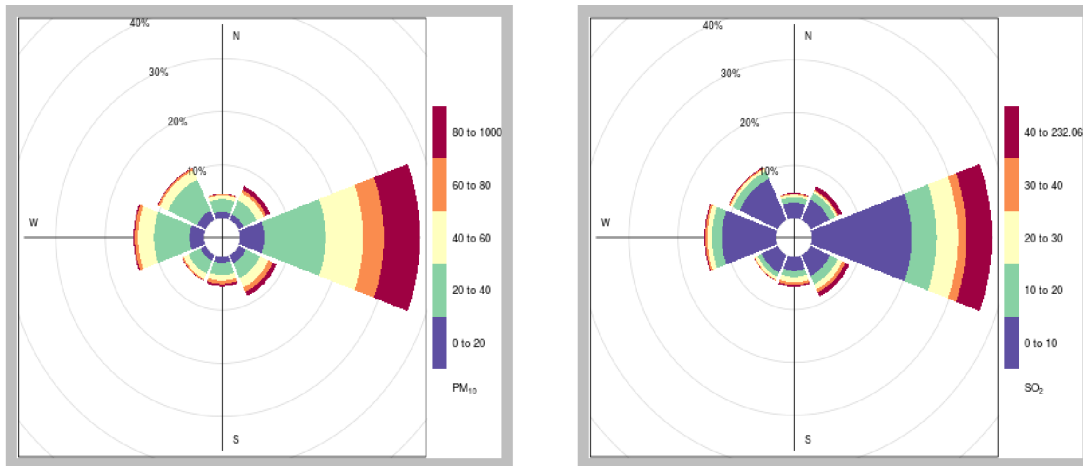 40%
N
30%
20%
10%
W
S
80 to 1000
60 to 80
40 to 60
20 to 40
0 to 20
PM₁₀
40%
N
30%
20%
10%
W
S
40 to 232.06
30 to 40
20 to 30
10 to 20
0 to 10
SO₂